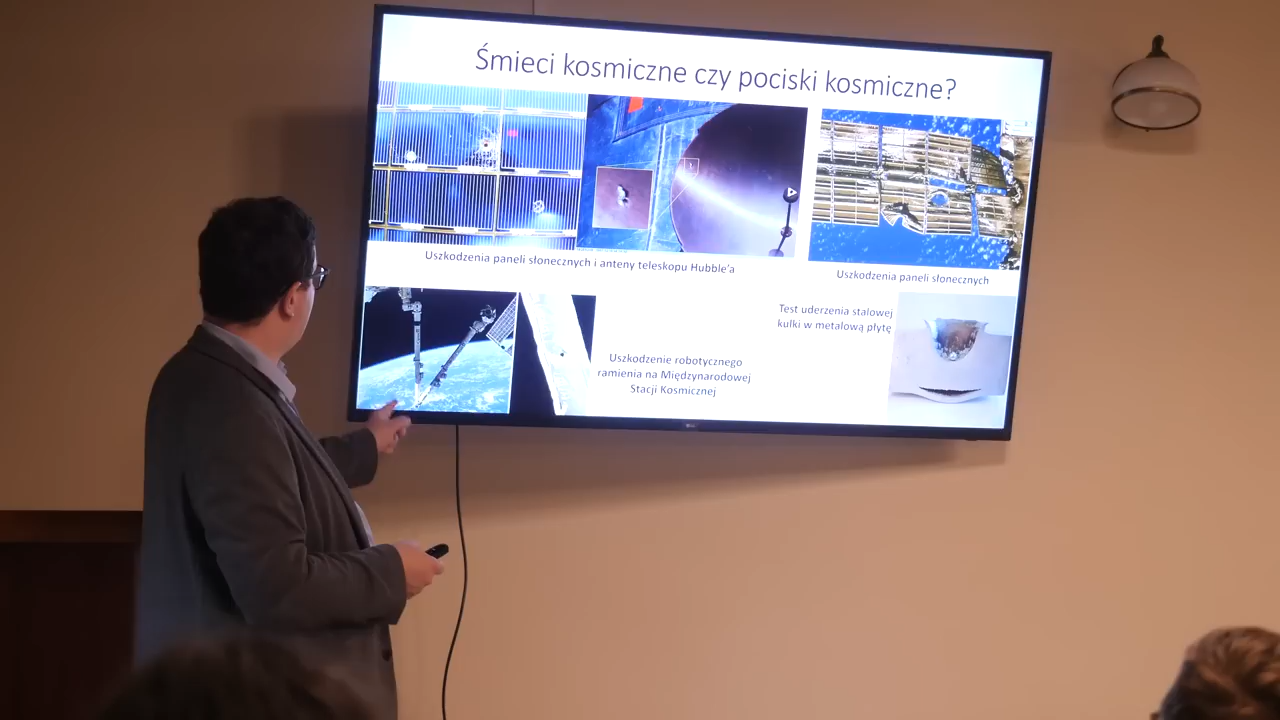 Śmieci kosmiczne czy pociski kosmiczne?
Uszkodzenia paneli słonecznych i anteny teleskopu Hubble'a
Uszkodzenia paneli słonecznych
Test uderzenia stalowej
kulki w metalową płytę
Uszkodzenie robotycznego
ramienia na Międzynarodowej
Stacji Kosmicznej